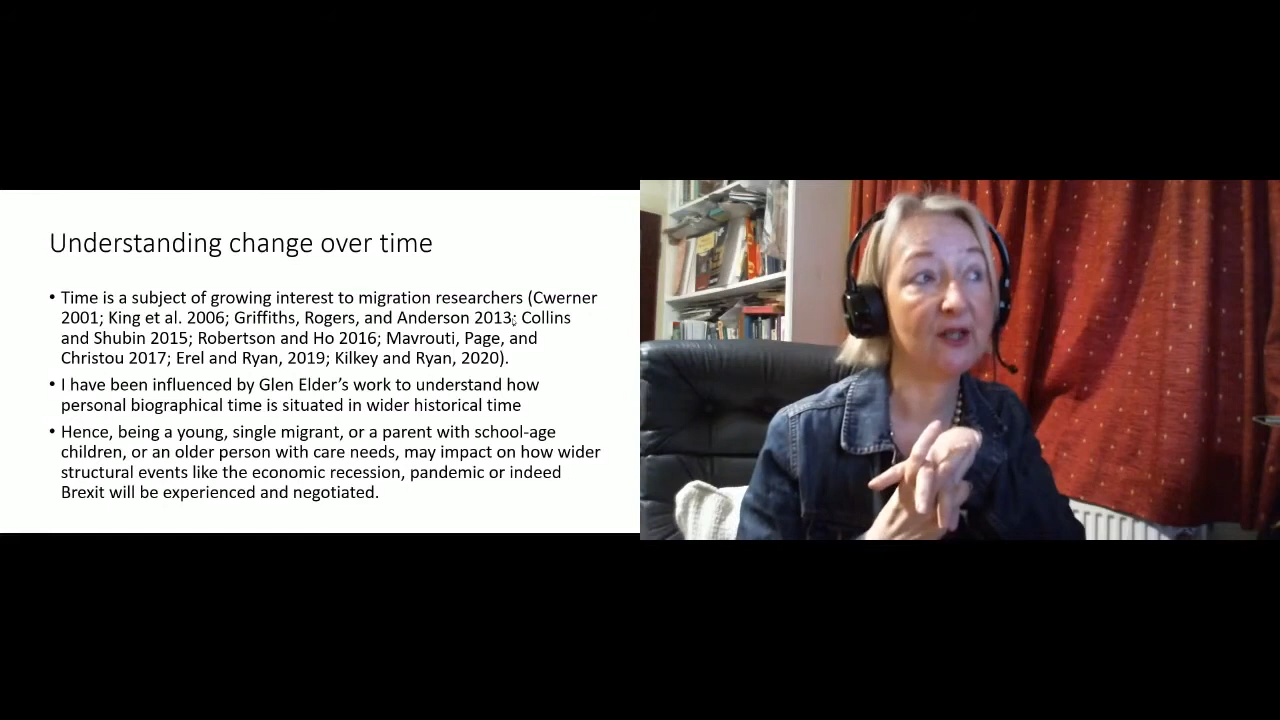 Understanding change over time
• Time is a subject of growing interest to migration researchers (Cwerner
2001; King et al. 2006; Griffiths, Rogers, and Anderson 2013; Collins
and Shubin 2015; Robertson and Ho 2016; Mavrouti, Page, and
Christou 2017; Erel and Ryan, 2019; Kilkey and Ryan, 2020).
• I have been influenced by Glen Elder’s work to understand how
personal biographical time is situated in wider historical time
• Hence, being a young, single migrant, or a parent with school-age
children, or an older person with care needs, may impact on how wider
structural events like the economic recession, pandemic or indeed
Brexit will be experienced and negotiated.